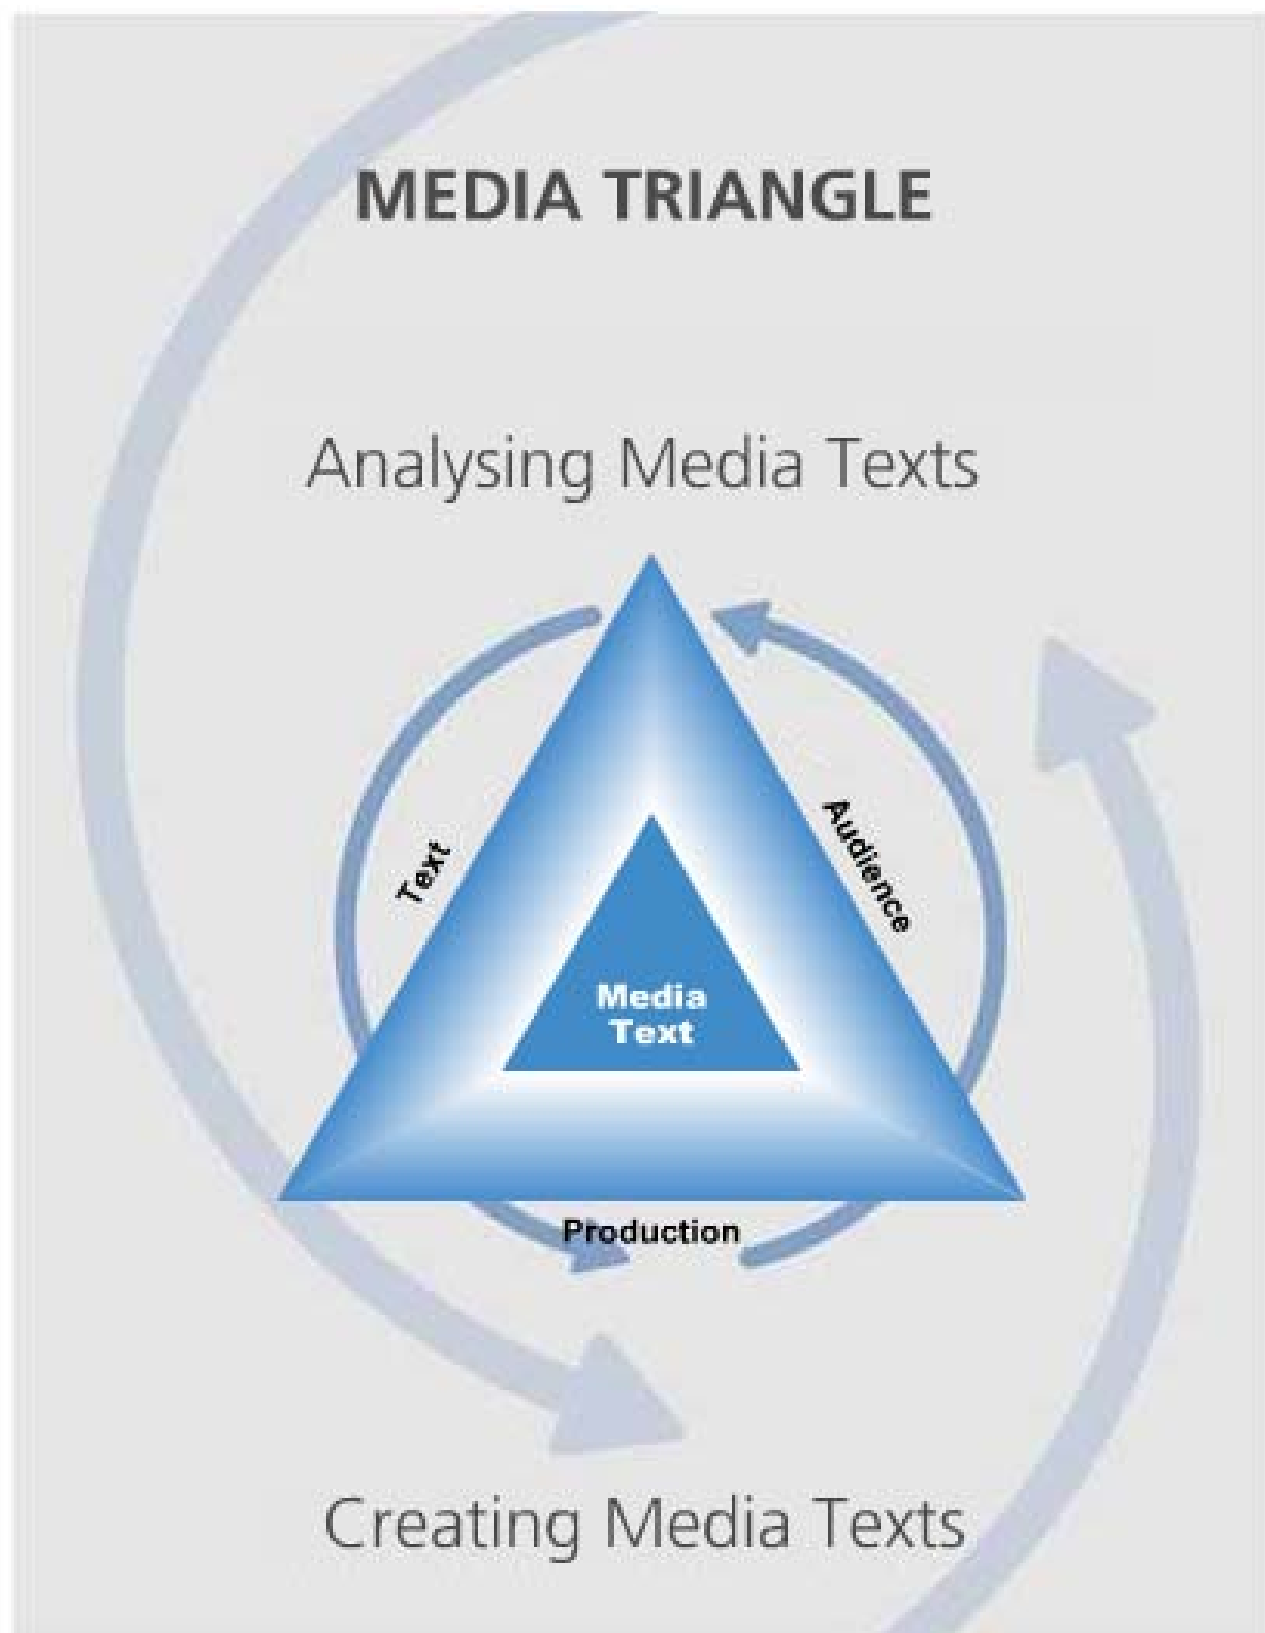 MEDIA TRIANGLE
Analysing Media Texts
Text
Audience
Media
Text
Production
Creating Media Texts